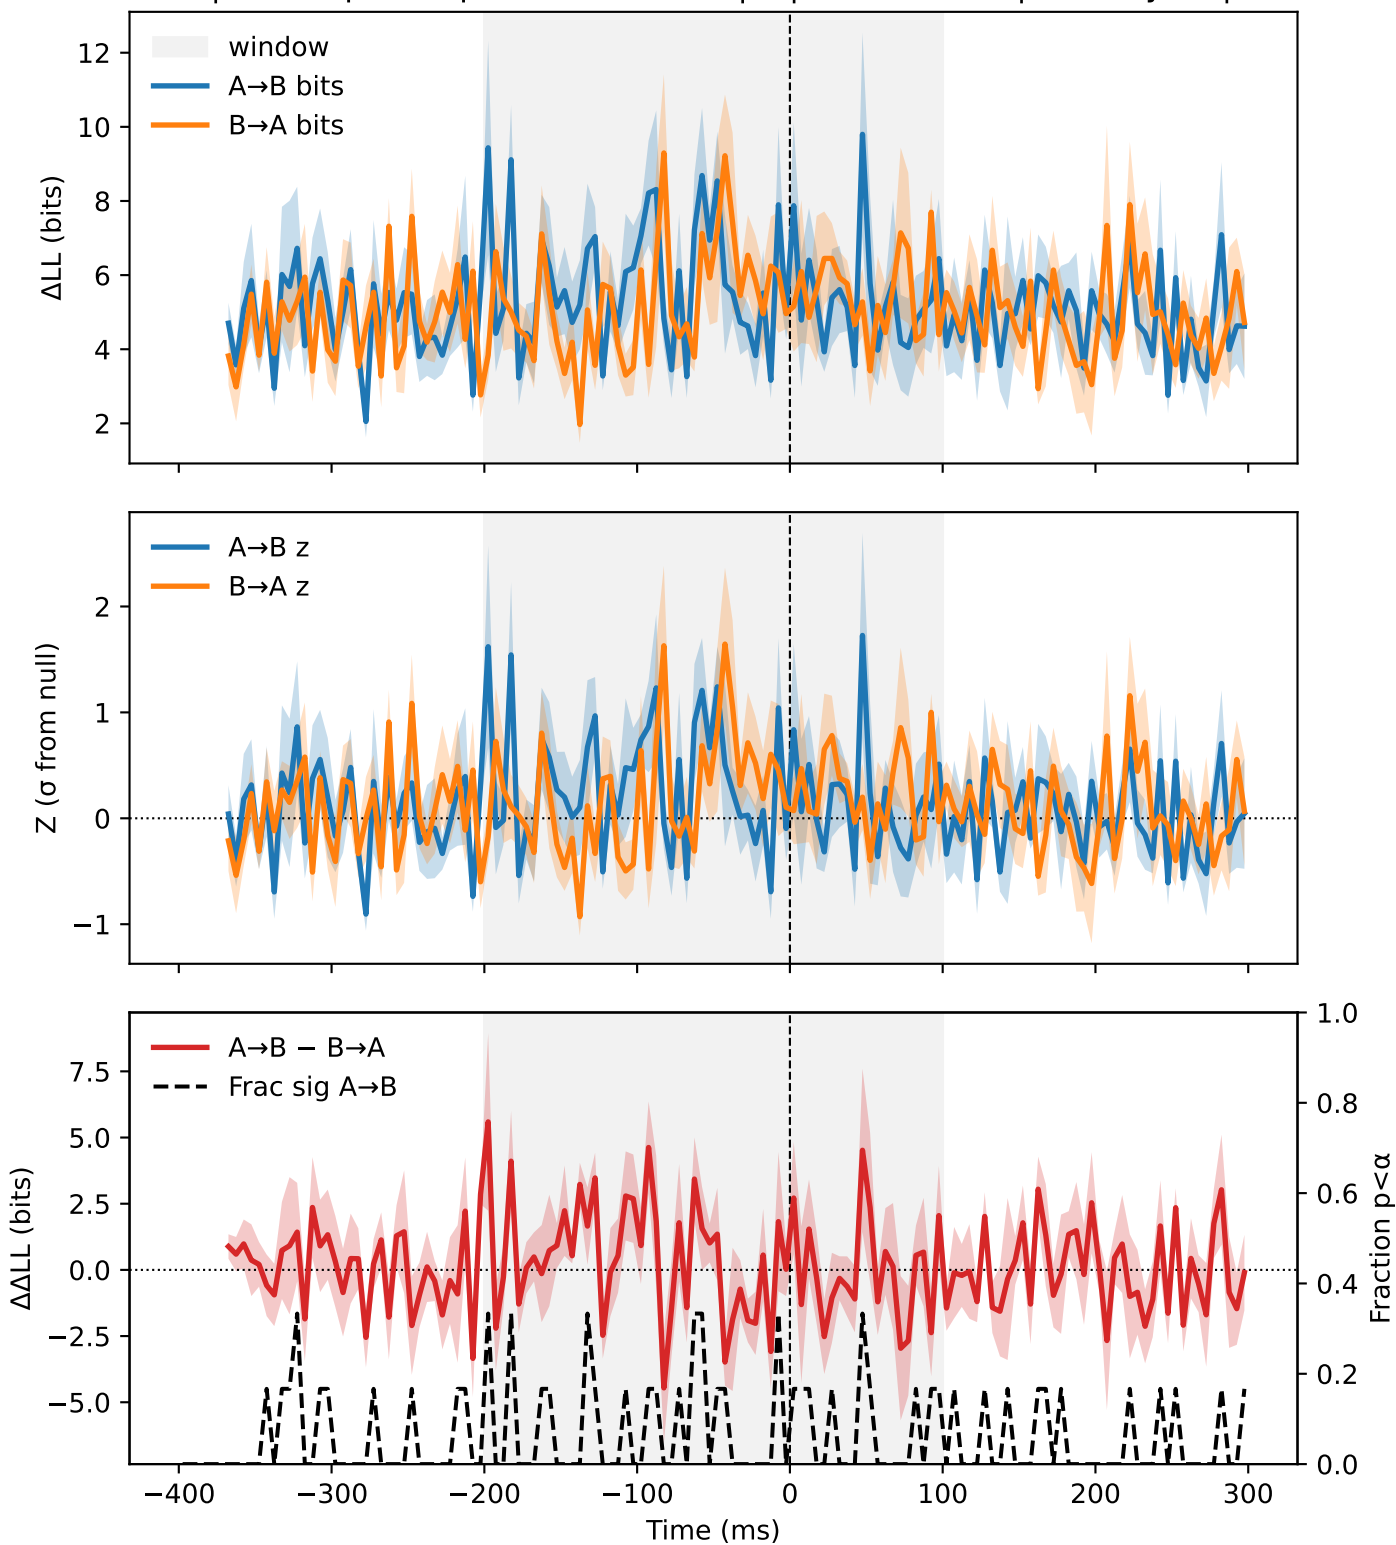 12
10
8
6
4
2
ΔLL (bits)
window
A→B bits
B→A bits
2
1
0
−1
Z (σ from null)
A→B z
B→A z
7.5
5.0
2.5
0.0
−2.5
−5.0
ΔΔLL (bits)
A→B − B→A
Frac sig A→B
1.0
0.8
0.6
0.4
0.2
0.0
Fraction p<α
−400 −300 −200 −100 0 100 200 300
Time (ms)